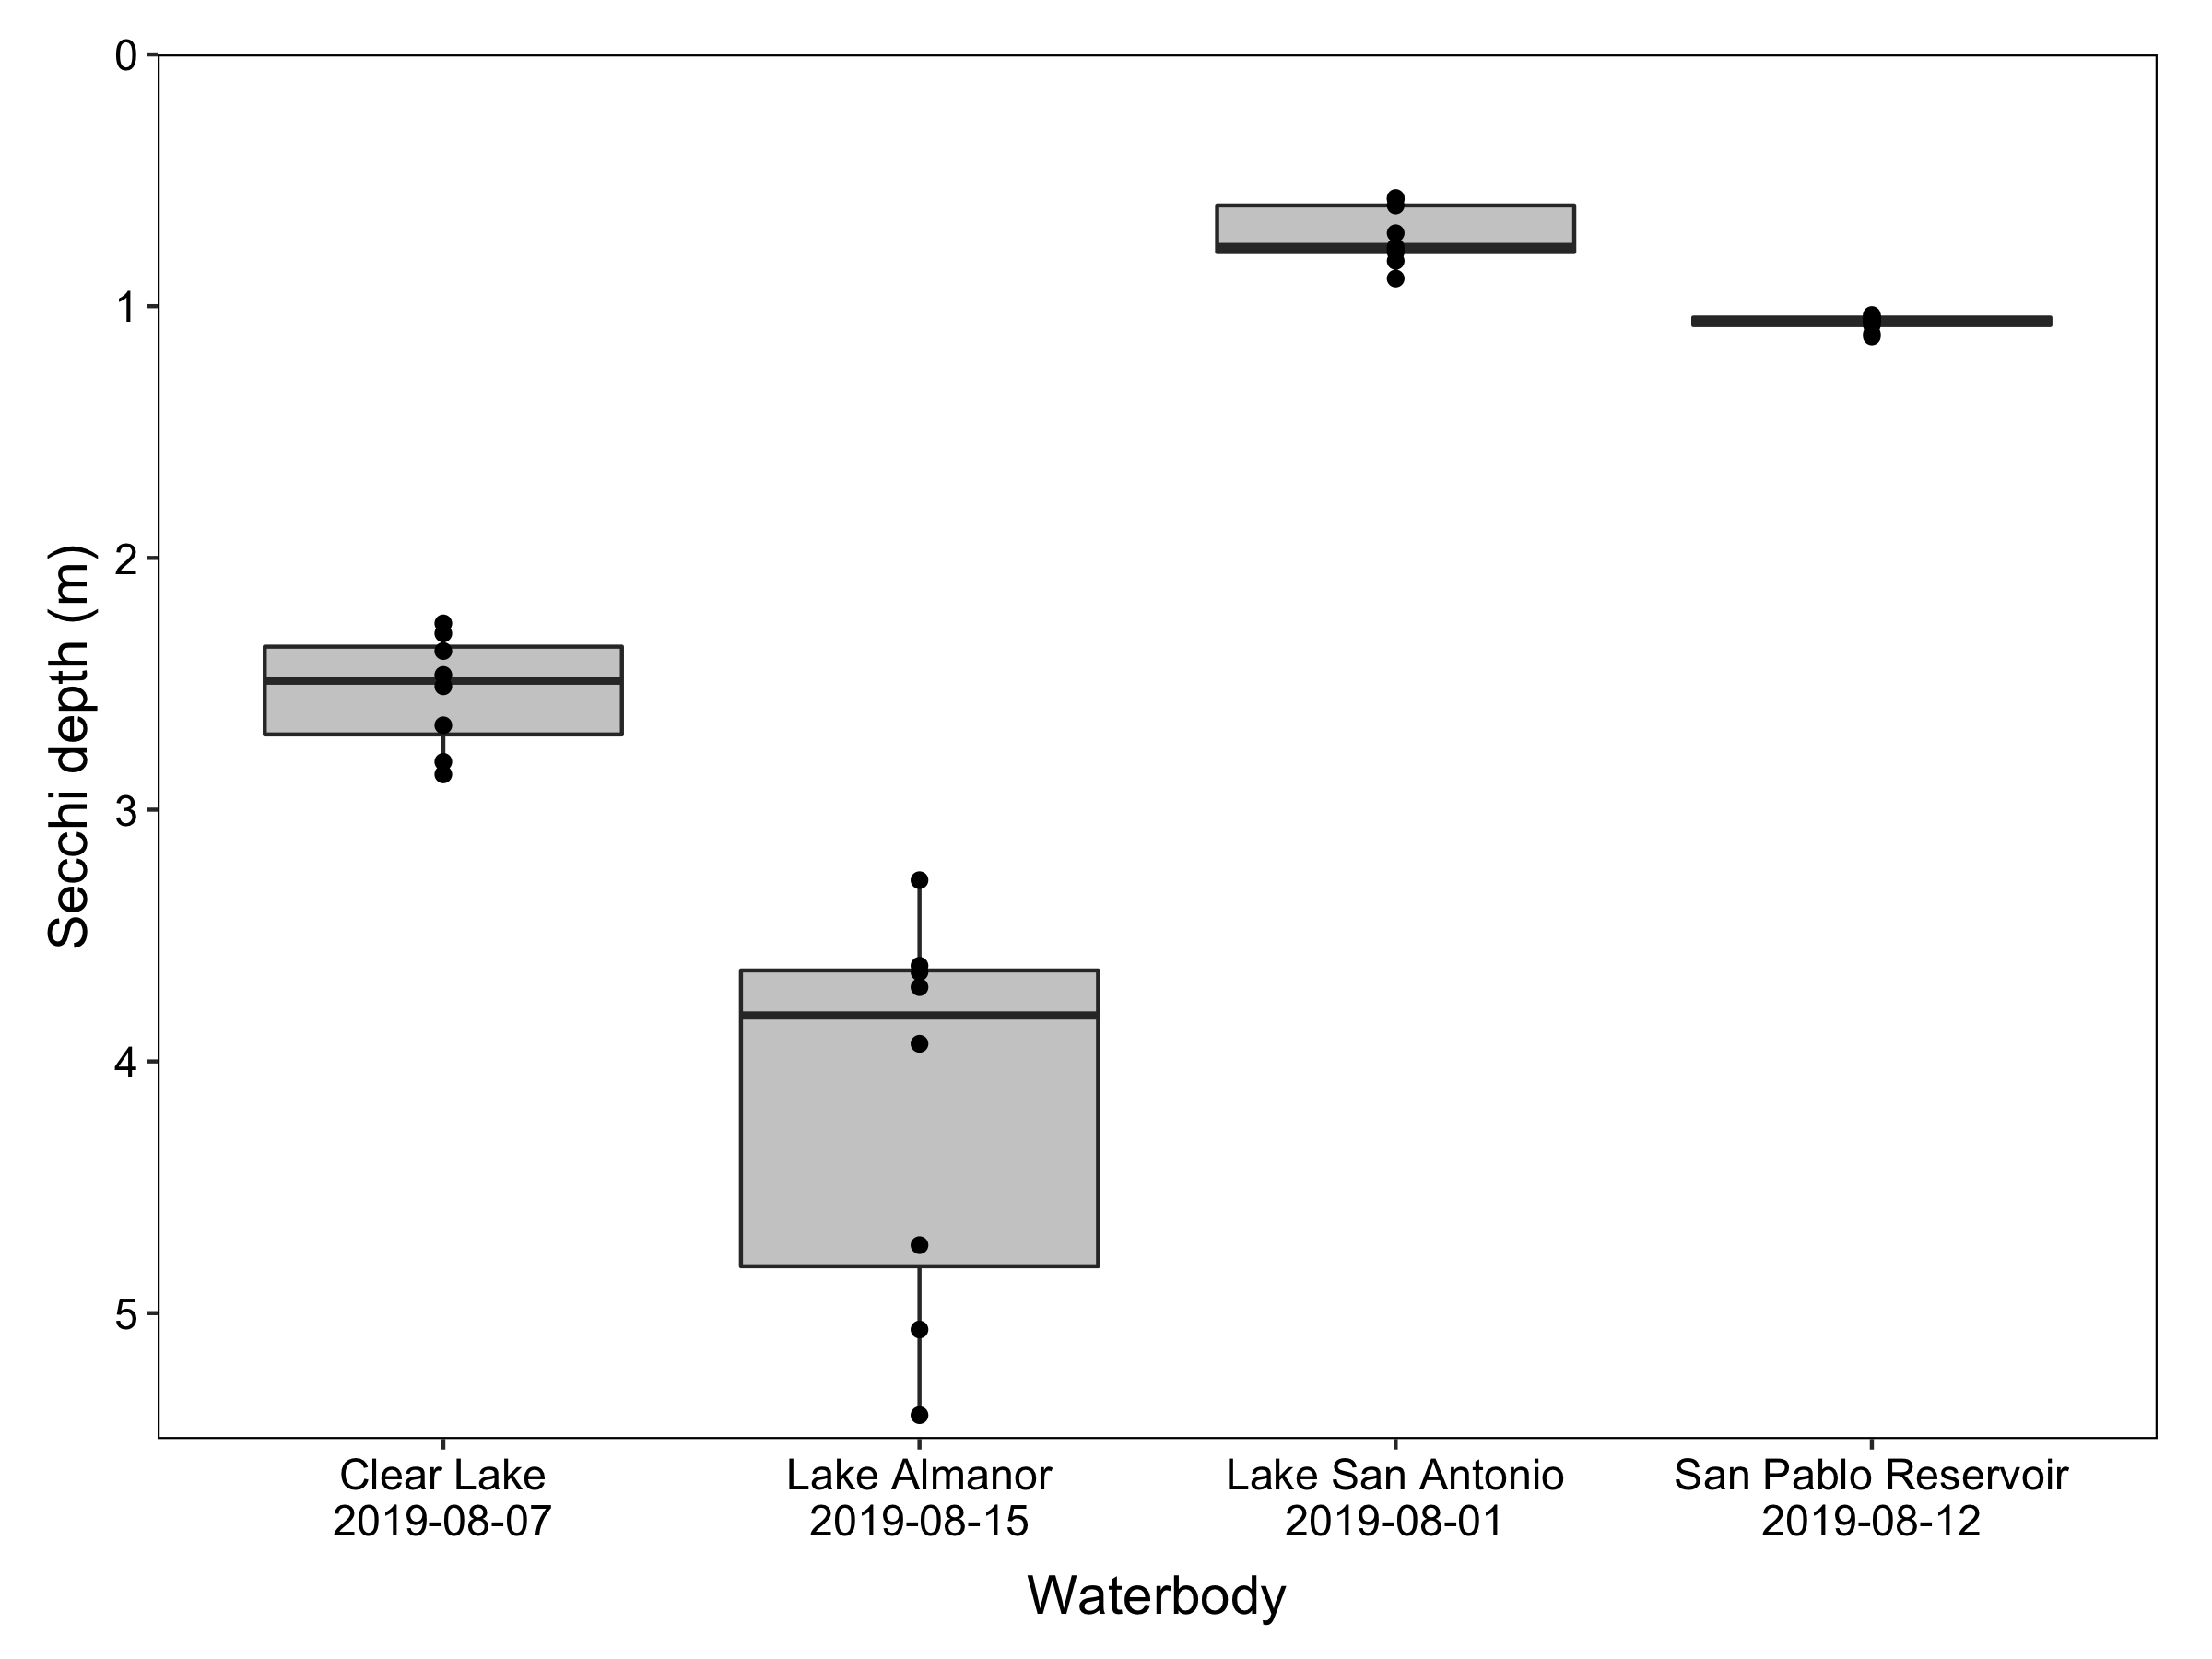 Secchi depth (m)
0
1
2
3
4
5
Clear Lake
2019-08-07
Lake Almanor
2019-08-15
Lake San Antonio
2019-08-01
San Pablo Reservoir
2019-08-12
Waterbody